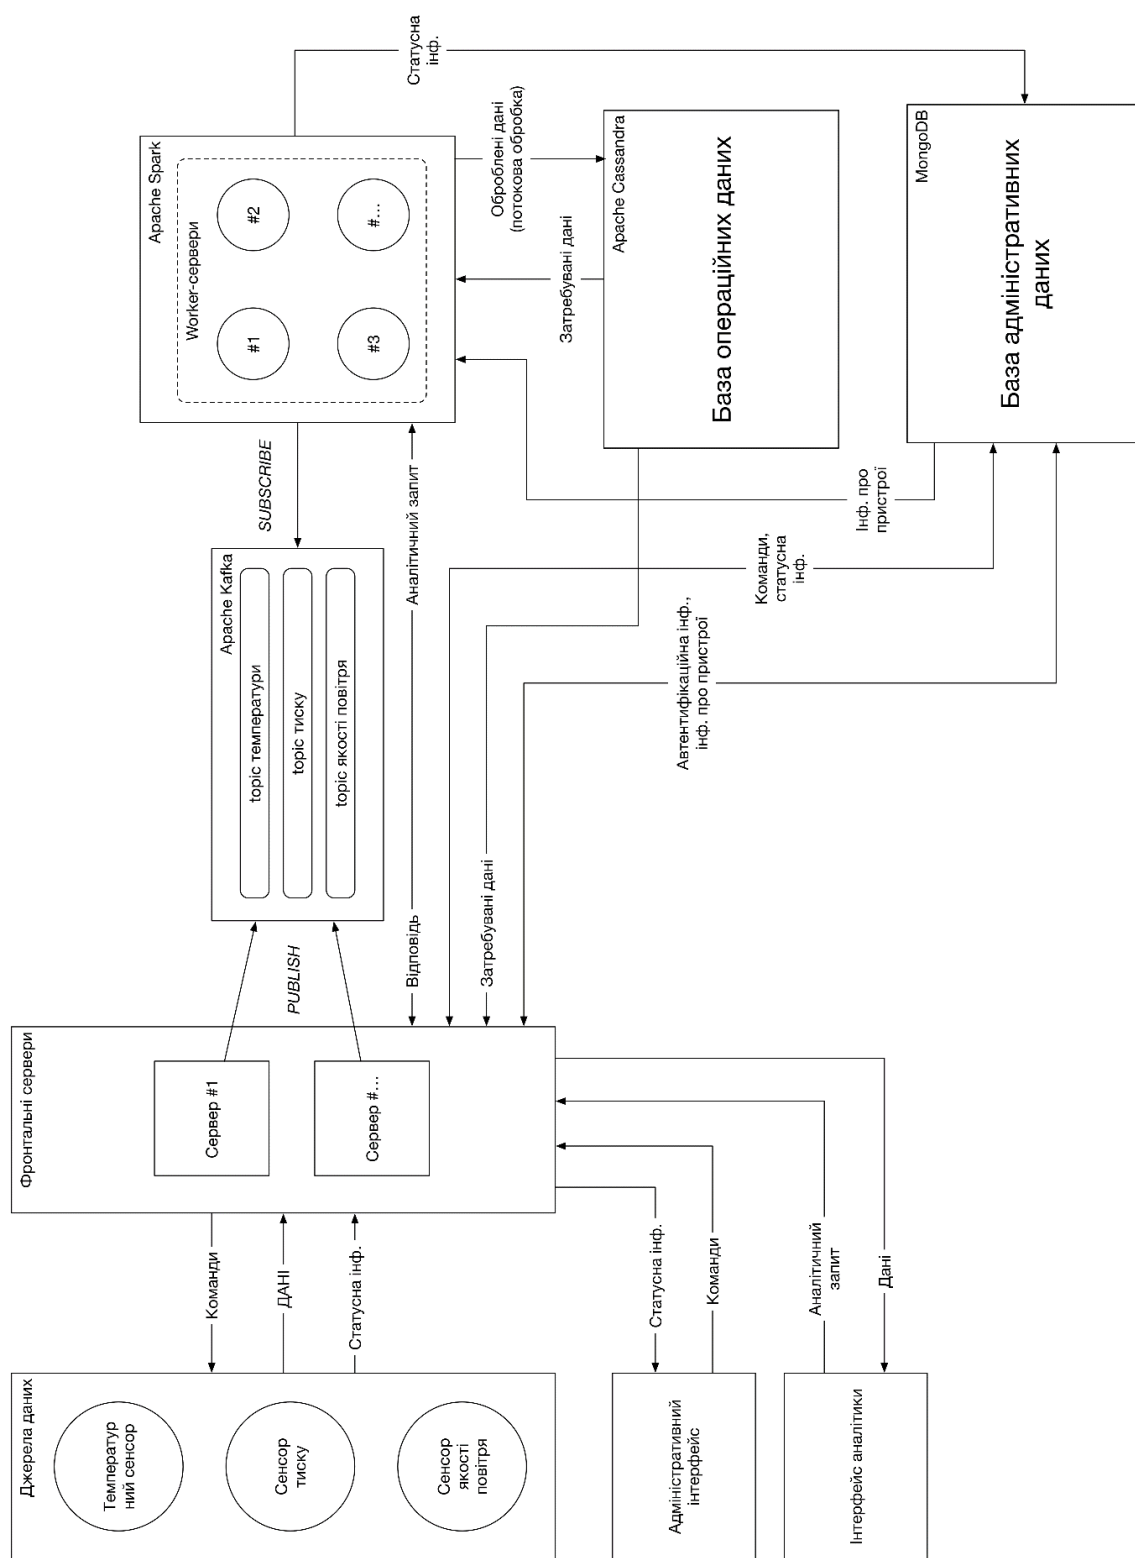 Джерела даних
Температур
ний сенсор
Сенсор
тиску
Сенсор
якості
повітря
Команди
ДАНІ
Статусна інф.
Фронтальні сервери
Сервер #1
Сервер #...
PUBLISH
Apache Kafka
topic температури
topic тиску
topic якості повітря
SUBSCRIBE
Apache Spark
Worker-сервери
#1
#2
#3
#...
Статусна
інф.
Відповідь
Аналітичний запит
Оброблені дані
(потокова обробка)
Затребувані дані
Apache Cassandra
База операційних даних
Затребувані дані
Команди,
статусна
інф.
Автентифікаційна інф.,
інф. про пристрої
Інф. про
пристрої
MongoDB
База адміністративних
даних
Адміністративний
інтерфейс
Статусна інф.
Команди
Інтерфейс аналітики
Аналітичний
запит
Дані